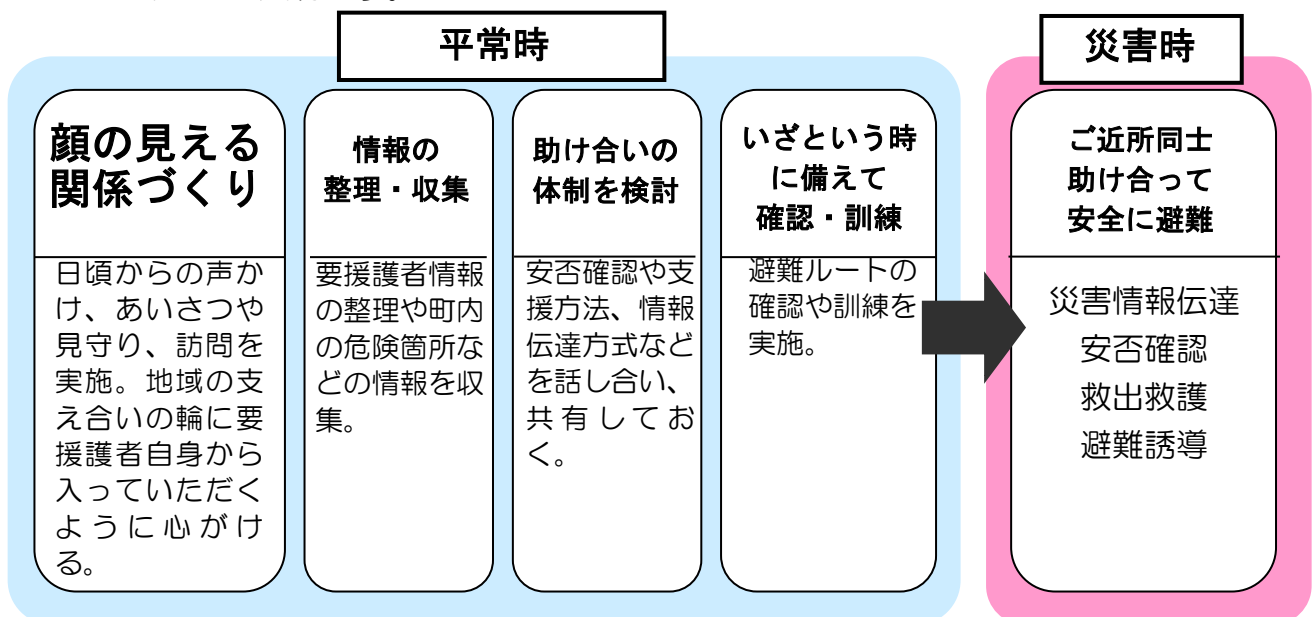 平常時
顔の見える
関係づくり
日頃からの声か
け、あいさつや
見守り、訪問を
実施。地域の支
え合いの輪に要
援護者自身から
入っていただく
ように心がけ
る。
情報の
整理・収集
要援護者情報
の整理や町内
の危険箇所な
どの情報を収
集。
助け合いの
体制を検討
安否確認や支
援方法、情報
伝達方式など
を話し合い、
共有してお
く。
いざという時
に備えて
確認・訓練
避難ルートの
確認や訓練を
実施。
災害時
ご近所同士
助け合って
安全に避難
災害情報伝達
安否確認
救出救護
避難誘導